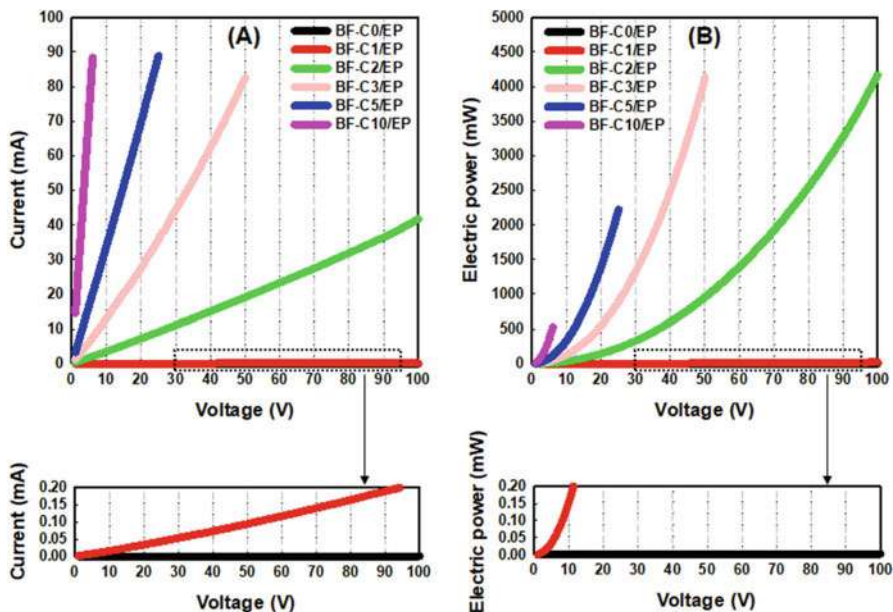 (A)
BF-C0/EP
BF-C1/EP
BF-C2/EP
BF-C3/EP
BF-C5/EP
BF-C10/EP
Current (mA)
100
90
80
70
60
50
40
30
20
10
0
0 10 20 30 40 50 60 70 80 90 100
Voltage (V)
(B)
BF-C0/EP
BF-C1/EP
BF-C2/EP
BF-C3/EP
BF-C5/EP
BF-C10/EP
Electric power (mW)
5000
4500
4000
3500
3000
2500
2000
1500
1000
500
0
0 10 20 30 40 50 60 70 80 90 100
Voltage (V)
Current (mA)
0.20
0.15
0.10
0.05
0.00
0 10 20 30 40 50 60 70 80 90 100
Voltage (V)
Electric power (mW)
0.20
0.15
0.10
0.05
0.00
0 10 20 30 40 50 60 70 80 90 100
Voltage (V)